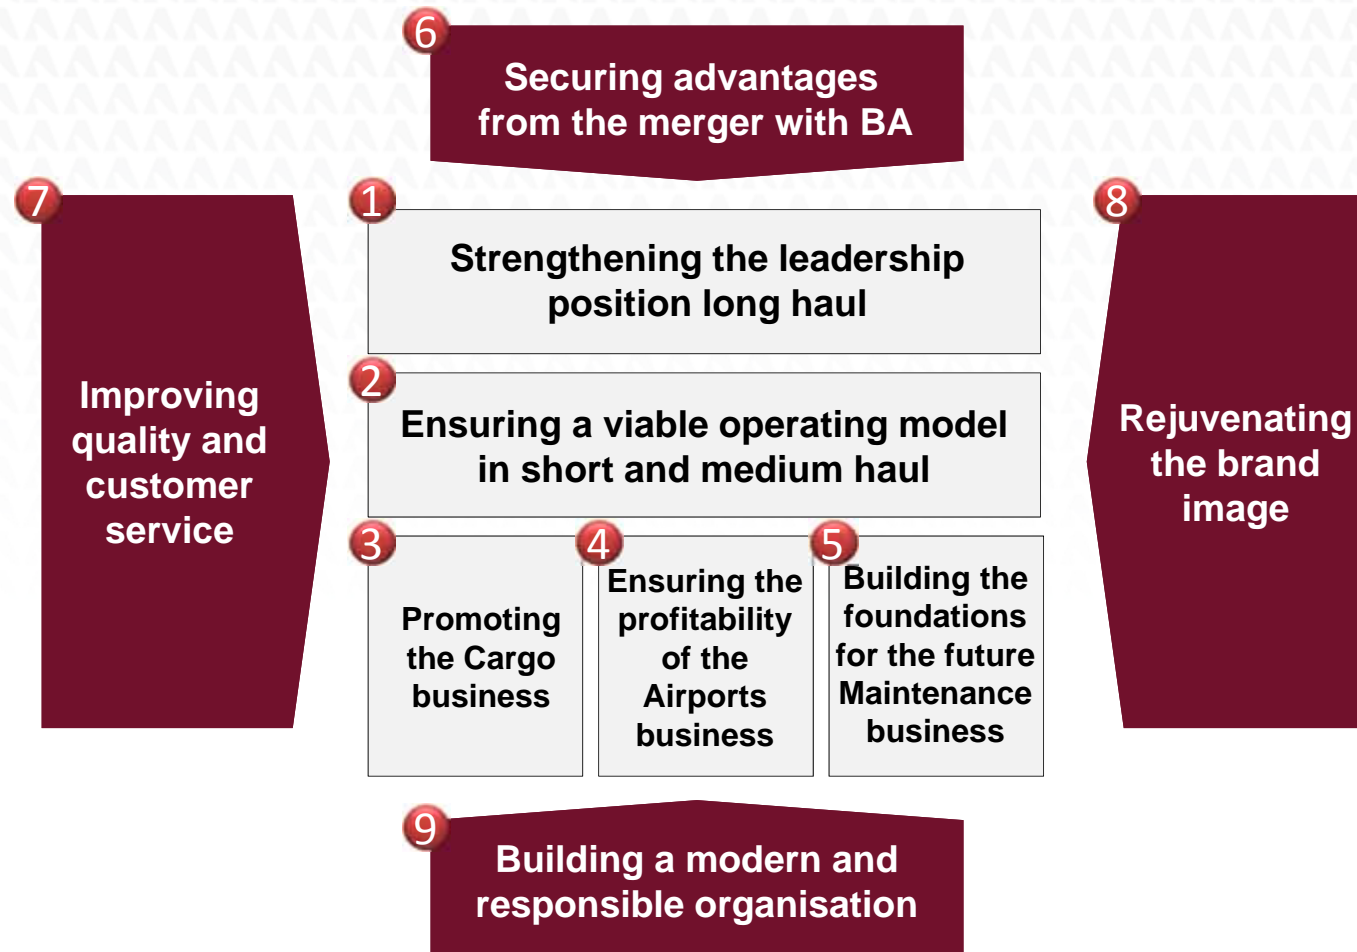 6
Securing advantages
from the merger with BA
7
Improving
quality and
customer
service
1
Strengthening the leadership
position long haul
2
Ensuring a viable operating model
in short and medium haul
3
Promoting
the Cargo
business
4
Ensuring the
profitability
of the
Airports
business
5
Building the
foundations
for the future
Maintenance
business
8
Rejuvenating
the brand
image
9
Building a modern and
responsible organisation